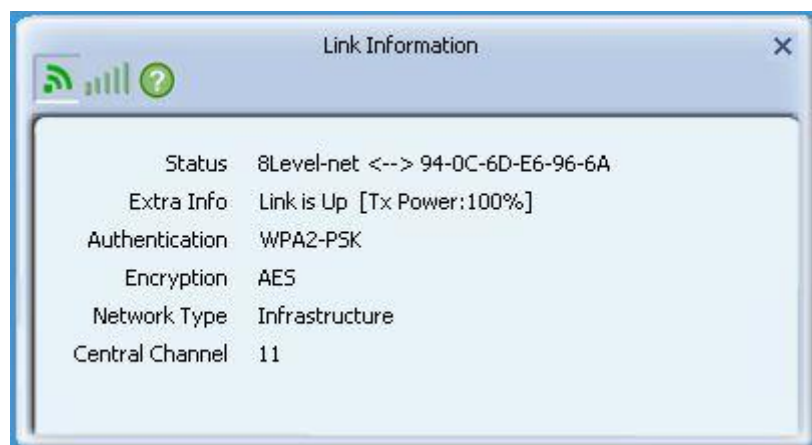 Link Information
Status 8Level-net <--> 94-0C-6D-E6-96-6A
Extra Info Link is Up [Tx Power:100%]
Authentication WPA2-PSK
Encryption AES
Network Type Infrastructure
Central Channel 11